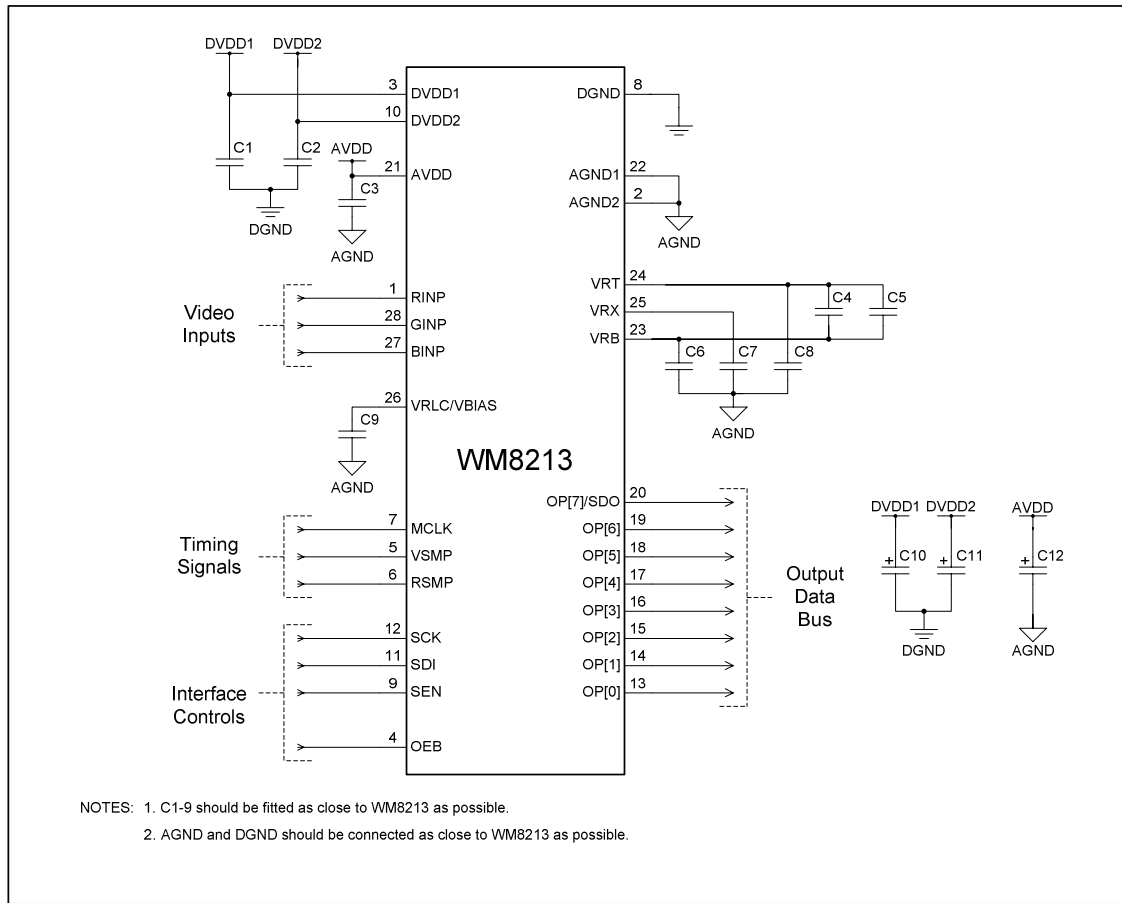 DVDD1 DVDD2
3 DVDD1 DGND 8
10 DVDD2
C1 C2 AVDD
21 AVDD AGND1 22
C3
AGND2 2
DGND
AGND AGND
VRT 24
1 RINP VRX 25 C4 C5
Video
Inputs
28 GINP
VRB 23
27 BINP C6 C7 C8
26 VRLC/VBIAS
C9
AGND
WM8213
AGND
OP[7]/SDO 20
7 MCLK OP[6] 19 DVDD1 DVDD2 AVDD
Timing
Signals
5 VSMP OP[5] 18 + C10 + C11 + C12
6 RSMP OP[4] 17
Output
Data
Bus
OP[3] 16
12 SCK OP[2] 15
DGND AGND
11 SDI OP[1] 14
9 SEN OP[0] 13
Interface
Controls
4 OEB
NOTES: 1. C1-9 should be fitted as close to WM8213 as possible.
2. AGND and DGND should be connected as close to WM8213 as possible.